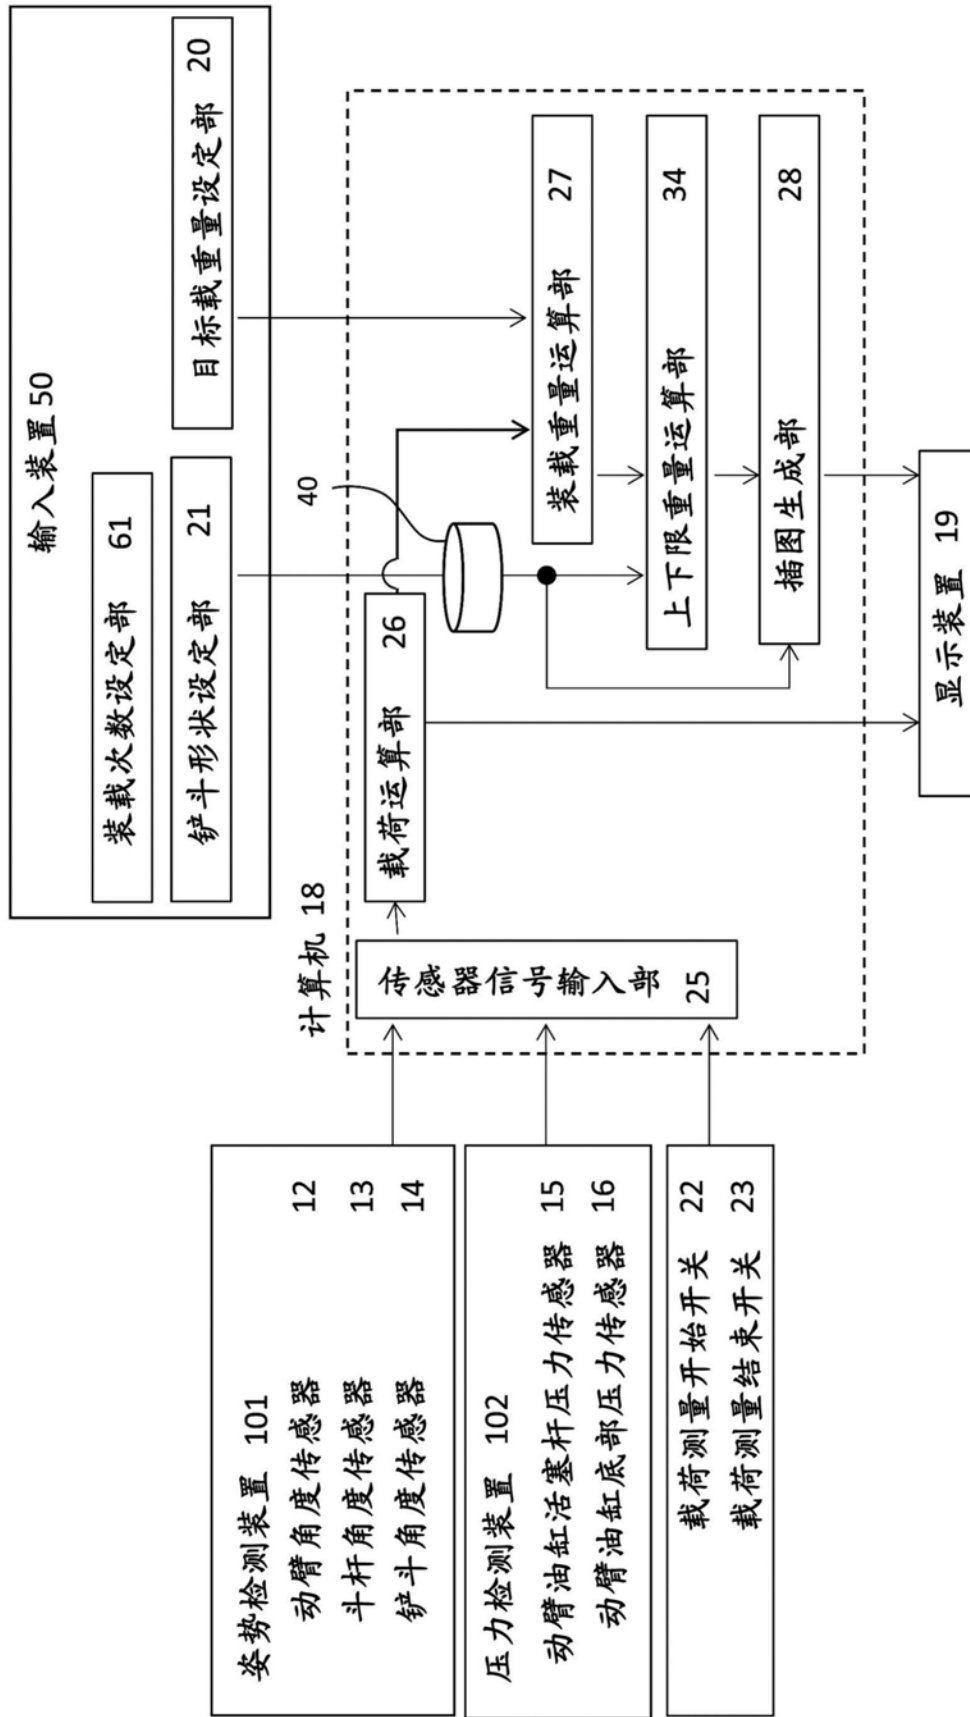 输入装置 50
装载次数设定部 61
铲斗形状设定部 21
目标载重量设定部 20
40
计算机 18
传感器信号输入部 25
载荷运算部 26
装载重量运算部 27
上下限重量运算部 34
插图生成部 28
显示装置 19
姿势检测装置 101
动臂角度传感器 12
斗杆角度传感器 13
铲斗角度传感器 14
压力检测装置 102
动臂油缸活塞杆压力传感器 15
动臂油缸底部压力传感器 16
载荷测量开始开关 22
载荷测量结束开关 23